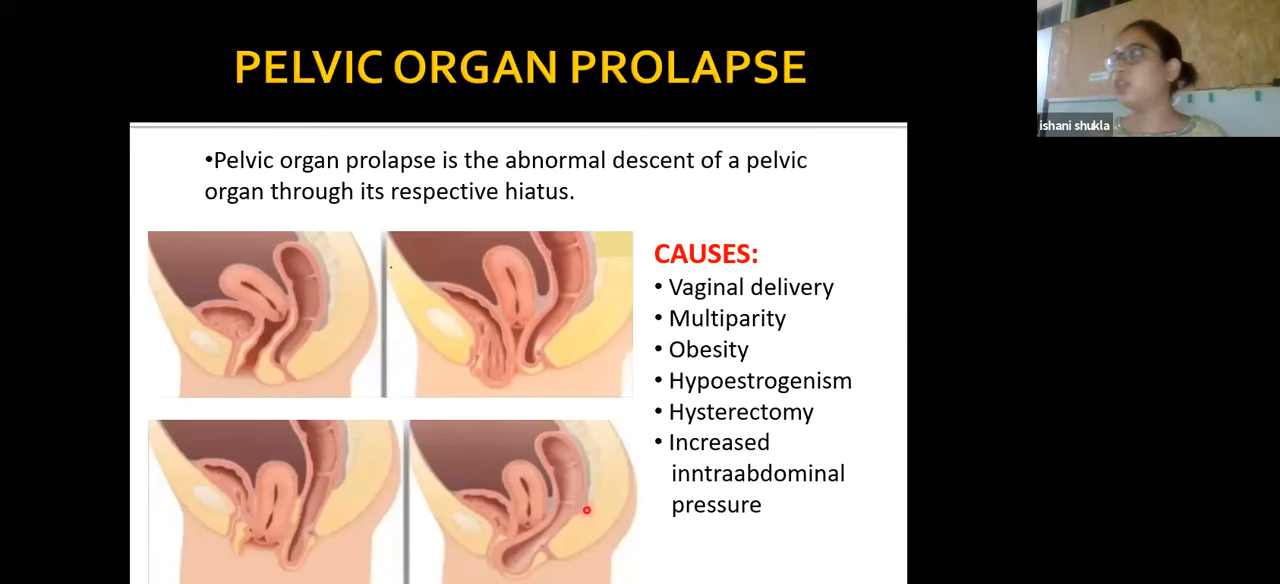 PELVIC ORGAN PROLAPSE
ishani shukla
•Pelvic organ prolapse is the abnormal descent of a pelvic
organ through its respective hiatus.
CAUSES:
• Vaginal delivery
• Multiparity
• Obesity
• Hypoestrogenism
• Hysterectomy
• Increased
inntraabdominal
pressure